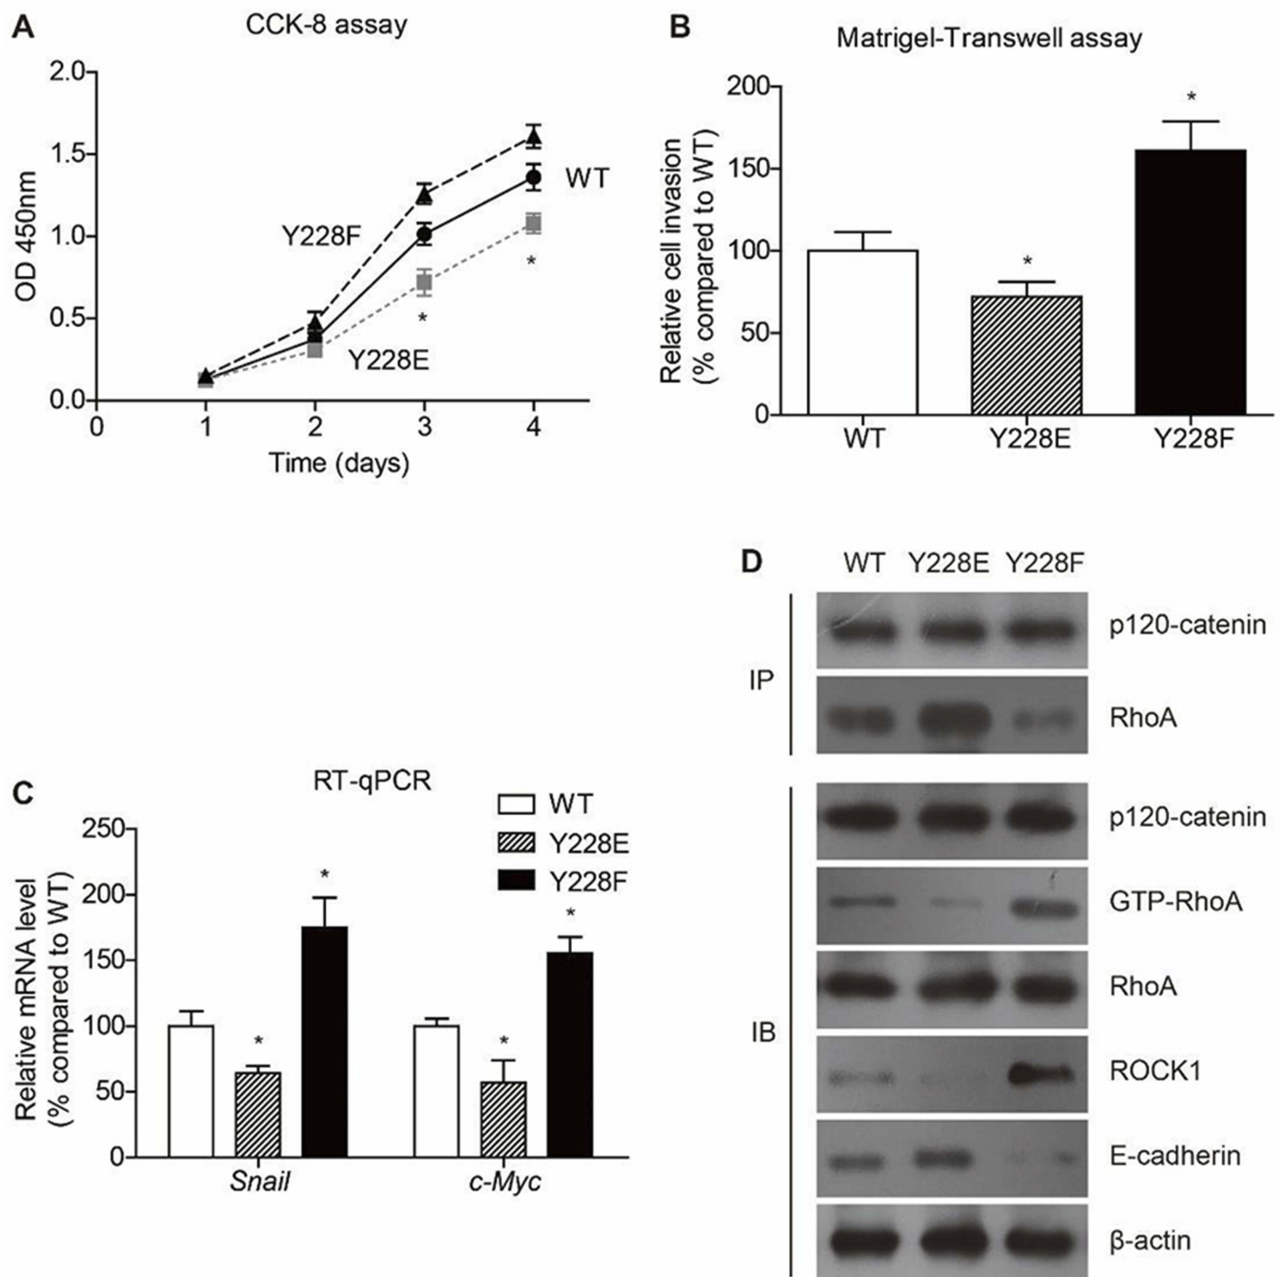 A
CCK-8 assay
2.0
1.5
1.0
0.5
0.0
OD 450nm
Y228F
WT
Y228E
*
*
0 1 2 3 4
Time (days)
B
Matrigel-Transwell assay
200
150
100
50
0
Relative cell invasion
(% compared to WT)
*
*
WT Y228E Y228F
C
RT-qPCR
WT
Y228E
Y228F
250
200
150
100
50
0
Relative mRNA level
(% compared to WT)
*
*
*
*
Snail c-Myc
D
WT Y228E Y228F
IP
p120-catenin
RhoA
IB
p120-catenin
GTP-RhoA
RhoA
ROCK1
E-cadherin
β-actin